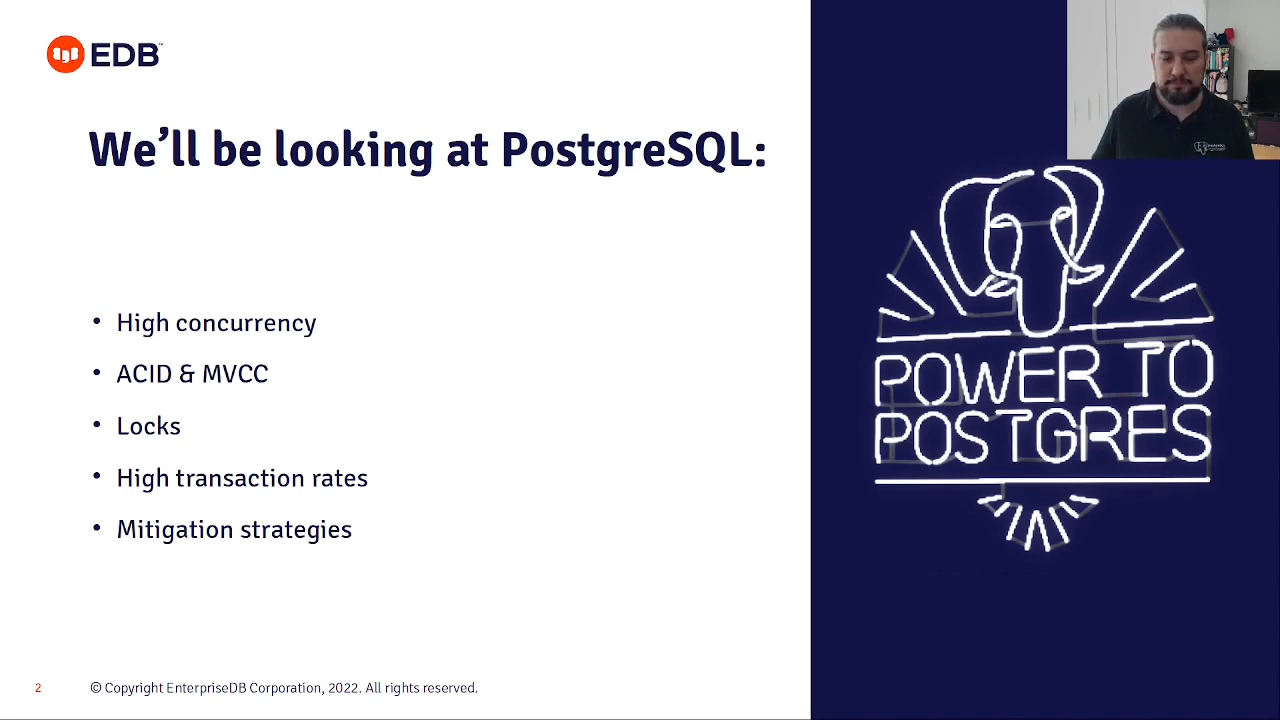 EDB™
We’ll be looking at PostgreSQL:
• High concurrency
• ACID & MVCC
• Locks
• High transaction rates
• Mitigation strategies
POWER TO
POSTGRES
2
© Copyright EnterpriseDB Corporation, 2022. All rights reserved.